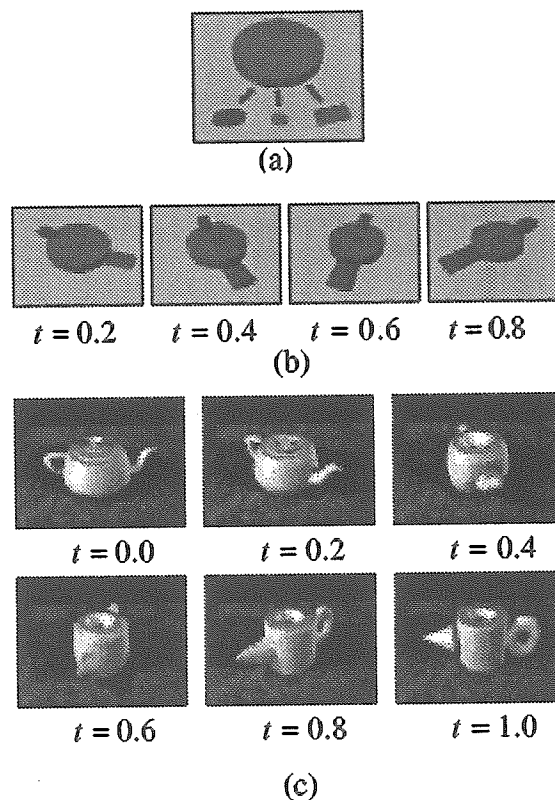 (a)
t = 0.2 t = 0.4 t = 0.6 t = 0.8
(b)
t = 0.0 t = 0.2 t = 0.4
t = 0.6 t = 0.8 t = 1.0
(c)